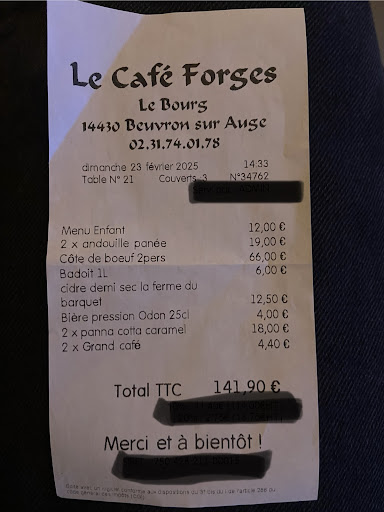 Le Café Forges
Le Bourg
14430 Beuvron sur Auge
02.31.74.01.78
dimanche 23 février 2025 14:33
Table N° 21 Couverts 3 N°34762
Menu Enfant 12,00 €
2 x andouille panée 19,00 €
Côte de boeuf 2pers 66,00 €
Badoit 1L 6,00 €
cidre demi sec la ferme du
barquet 12,50 €
Bière pression Odon 25cl 4,00 €
2 x panna cotta caramel 18,00 €
2 x Grand café 4,40 €
Total TTC 141,90 €
Merci et à bientôt !